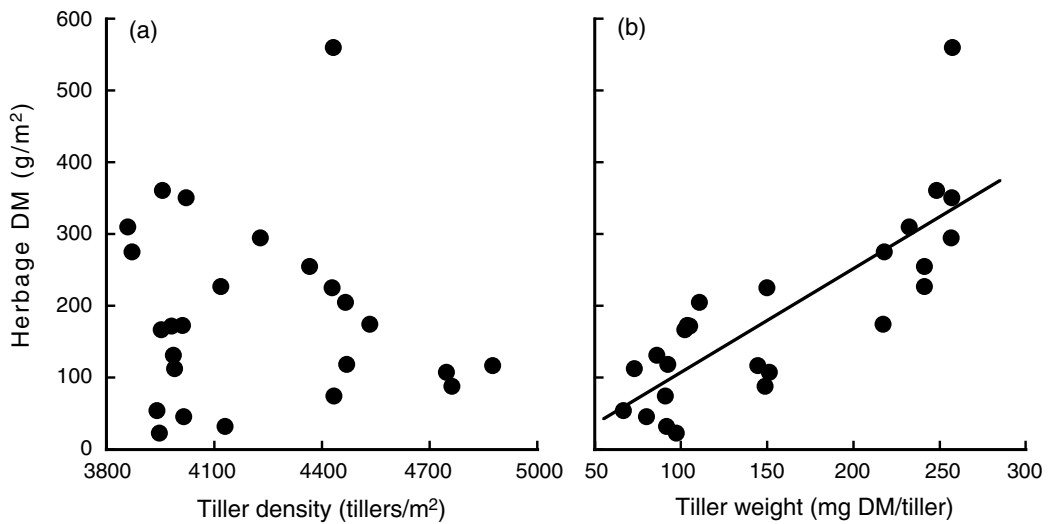 (a)
(b)
Herbage DM (g/m²)
600
500
400
300
200
100
0
3800 4100 4400 4700 5000
50 100 150 200 250 300
Tiller density (tillers/m²)
Tiller weight (mg DM/tiller)